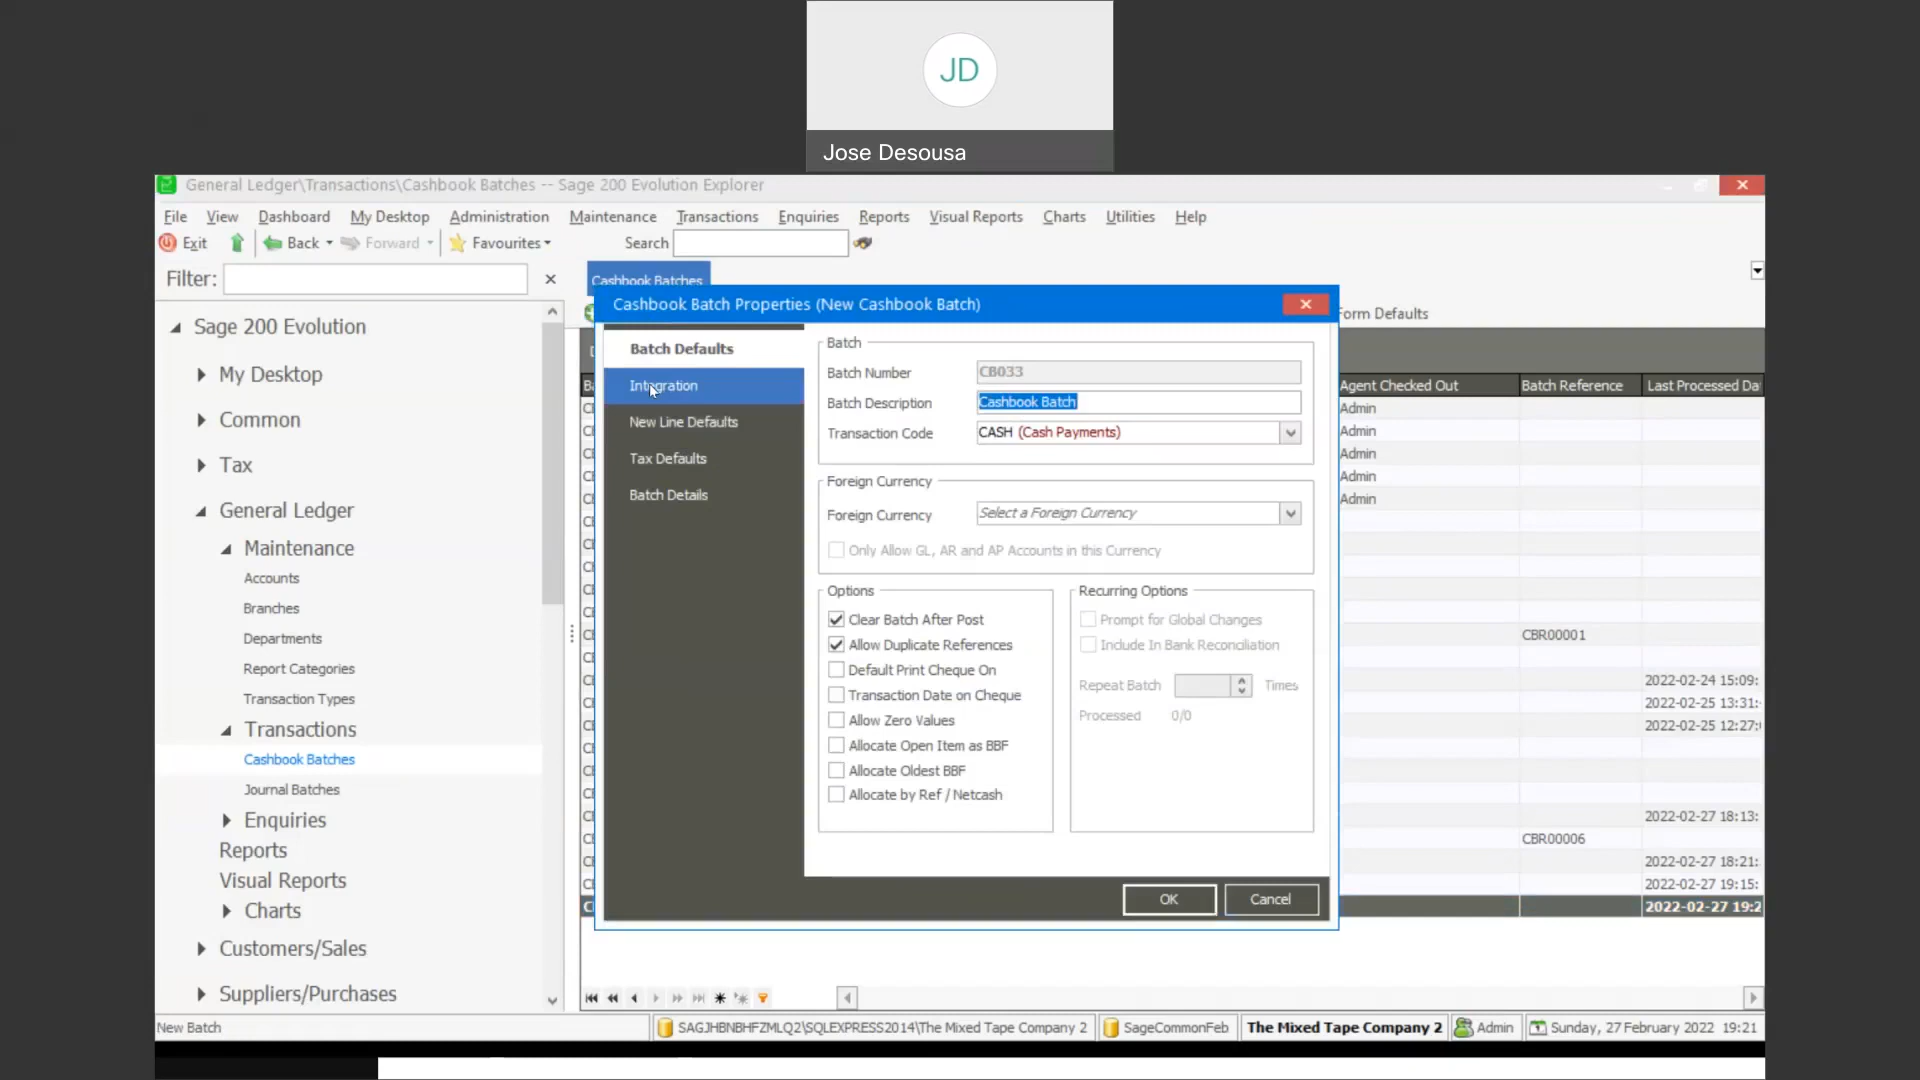 JD
Jose Desousa
General Ledger\Transactions\Cashbook Batches -- Sage 200 Evolution Explorer
File View Dashboard My Desktop Administration Maintenance Transactions Enquiries Reports Visual Reports Charts Utilities Help
Exit Back Forward Favourites Search
Filter:
Cashbook Batches
Form Defaults
Cashbook Batch Properties (New Cashbook Batch)
Sage 200 Evolution
My Desktop
Common
Tax
General Ledger
Maintenance
Accounts
Branches
Departments
Report Categories
Transaction Types
Transactions
Cashbook Batches
Journal Batches
Enquiries
Reports
Visual Reports
Charts
Customers/Sales
Suppliers/Purchases
Batch Defaults
Integration
New Line Defaults
Tax Defaults
Batch Details
Batch
Batch Number CB033
Batch Description Cashbook Batch
Transaction Code CASH (Cash Payments)
Foreign Currency
Foreign Currency Select a Foreign Currency
Only Allow GL, AR and AP Accounts in this Currency
Options
Clear Batch After Post
Allow Duplicate References
Default Print Cheque On
Transaction Date on Cheque
Allow Zero Values
Allocate Open Item as BBF
Allocate Oldest BBF
Allocate by Ref / Netcash
Recurring Options
Prompt for Global Changes
Include In Bank Reconciliation
Repeat Batch Times
Processed 0/0
OK Cancel
Agent Checked Out Batch Reference Last Processed Da
Admin
Admin
Admin
Admin
Admin
CBR00001
2022-02-24 15:09:
2022-02-25 13:31:
2022-02-25 12:27:
2022-02-27 18:13:
CBR00006
2022-02-27 18:21:
2022-02-27 19:15:
2022-02-27 19:2
New Batch SAGJHBNBHFZMLQ2\SQLEXPRESS2014\The Mixed Tape Company 2 SageCommonFeb The Mixed Tape Company 2 Admin Sunday, 27 February 2022 19:21